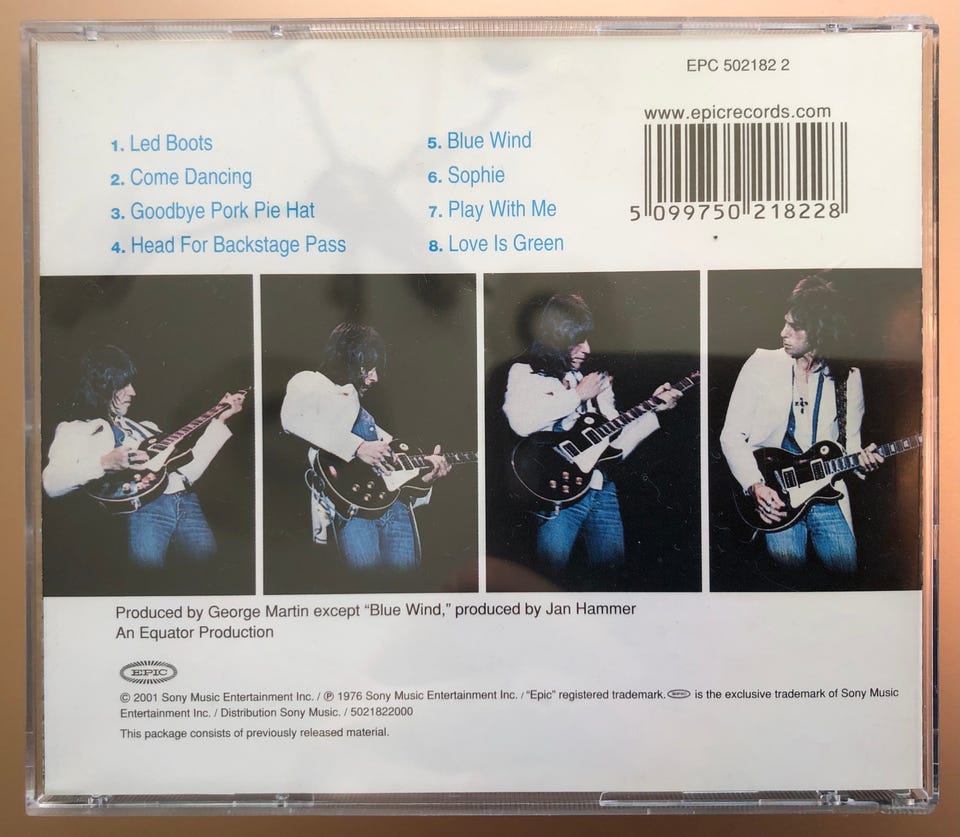 EPC 502182 2
www.epicrecords.com
5 099750 218228
1. Led Boots
2. Come Dancing
3. Goodbye Pork Pie Hat
4. Head For Backstage Pass
5. Blue Wind
6. Sophie
7. Play With Me
8. Love Is Green
Produced by George Martin except “Blue Wind,” produced by Jan Hammer
An Equator Production
EPIC
© 2001 Sony Music Entertainment Inc. / ℗ 1976 Sony Music Entertainment Inc. / “Epic” registered trademark. EPIC is the exclusive trademark of Sony Music
Entertainment Inc. / Distribution Sony Music. / 5021822000
This package consists of previously released material.